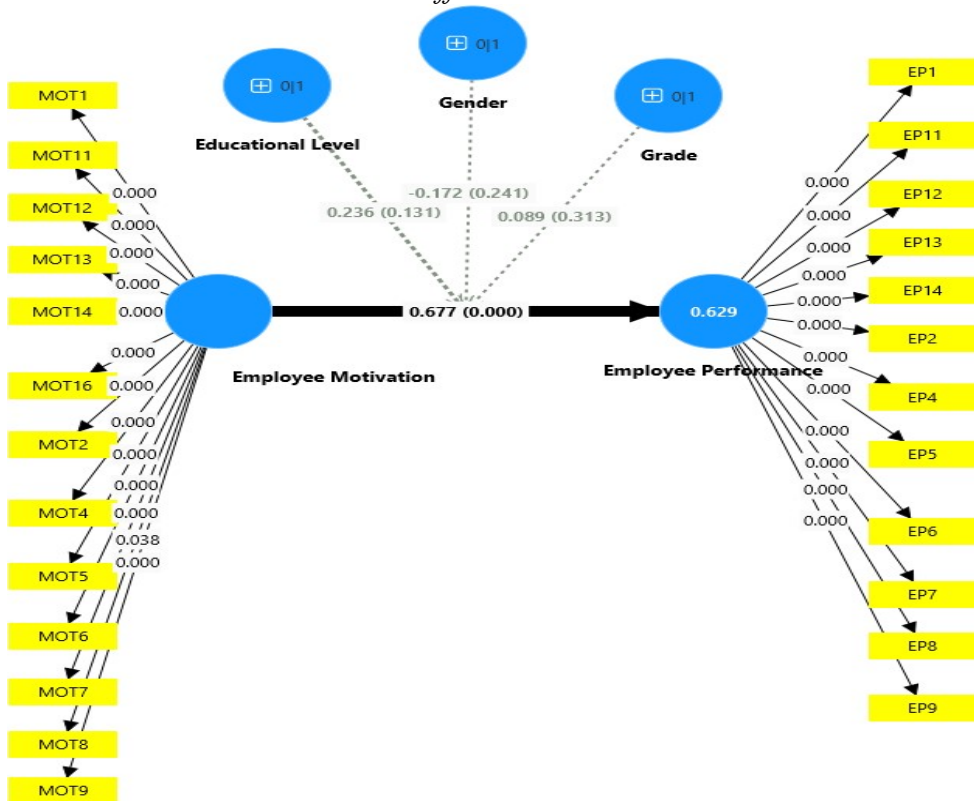 0|1
0|1
0|1
Educational Level
Gender
Grade
-0.172 (0.241)
0.236 (0.131)
0.089 (0.313)
MOT1
MOT11
MOT12
MOT13
MOT14
MOT16
MOT2
MOT4
MOT5
MOT6
MOT7
MOT8
MOT9
0.000
0.000
0.000
0.000
0.000
0.000
0.000
0.000
0.000
0.000
0.000
0.038
0.000
Employee Motivation
0.677 (0.000)
0.629
Employee Performance
0.000
0.000
0.000
0.000
0.000
0.000
0.000
0.000
0.000
0.000
0.000
0.000
EP1
EP11
EP12
EP13
EP14
EP2
EP4
EP5
EP6
EP7
EP8
EP9